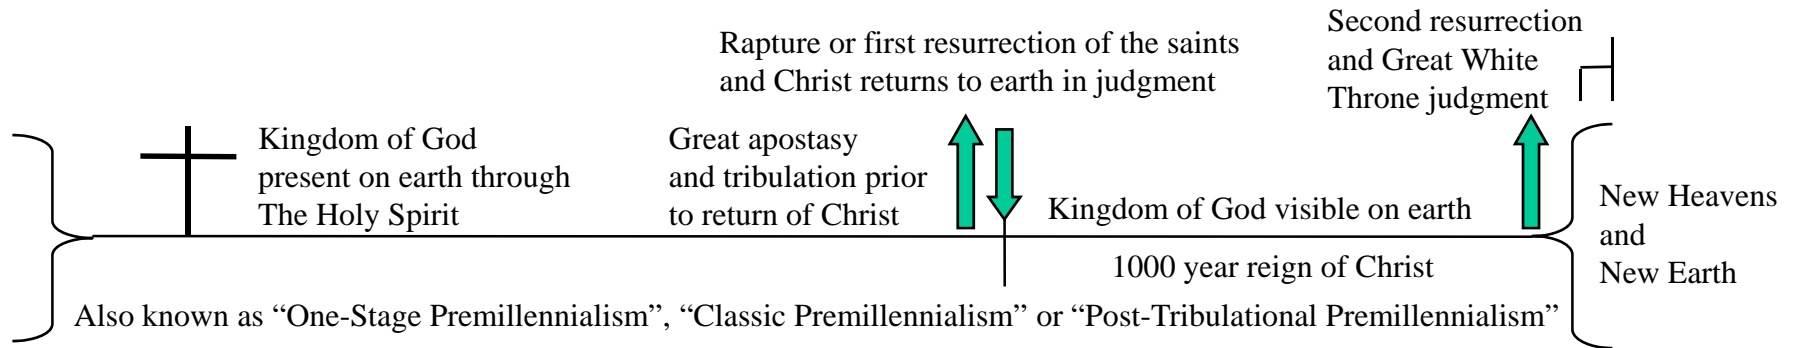 Rapture or first resurrection of the saints
and Christ returns to earth in judgment
Second resurrection
and Great White
Throne judgment
Kingdom of God
present on earth through
The Holy Spirit
Great apostasy
and tribulation prior
to return of Christ
Kingdom of God visible on earth
1000 year reign of Christ
New Heavens
and
New Earth
Also known as “One-Stage Premillennialism”, “Classic Premillennialism” or “Post-Tribulational Premillennialism”